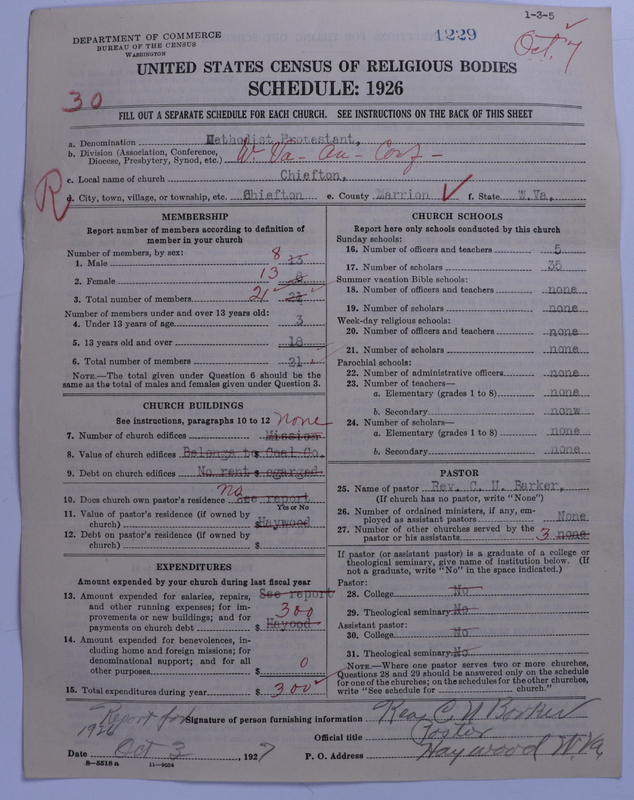 1-3-5
DEPARTMENT OF COMMERCE
BUREAU OF THE CENSUS
WASHINGTON
1229
Oct. 7
UNITED STATES CENSUS OF RELIGIOUS BODIES
SCHEDULE: 1926
30
FILL OUT A SEPARATE SCHEDULE FOR EACH CHURCH. SEE INSTRUCTIONS ON THE BACK OF THIS SHEET
a. Denomination Methodist Protestant,
b. Division (Association, Conference, Diocese, Presbytery, Synod, etc.) W. Va - An - Conf -
c. Local name of church Chiefton,
R
d. City, town, village, or township, etc. Chiefton e. County Marrion f. State W.Va,
MEMBERSHIP
Report number of members according to definition of
member in your church
Number of members, by sex:
1. Male 8 13
2. Female 13 8
3. Total number of members 21 21
Number of members under and over 13 years old:
4. Under 13 years of age 3
5. 13 years old and over 18
6. Total number of members 21
NOTE.—The total given under Question 6 should be the
same as the total of males and females given under Question 3.
CHURCH BUILDINGS
See instructions, paragraphs 10 to 12 none
7. Number of church edifices Mission
8. Value of church edifices Belongs to $ Coal Co.
9. Debt on church edifices No rent $ cgarged.
10. Does church own pastor's residence No See report
Yes or No
11. Value of pastor's residence (if owned by
church) $ Haywood
12. Debt on pastor's residence (if owned by
church) $
EXPENDITURES
Amount expended by your church during last fiscal year
13. Amount expended for salaries, repairs, See report
and other running expenses; for im-
provements or new buildings; and for 300
payments on church debt $ Hayood
14. Amount expended for benevolences, in-
cluding home and foreign missions; for
denominational support; and for all
other purposes $ 0
15. Total expenditures during year $ 300
CHURCH SCHOOLS
Report here only schools conducted by this church
Sunday schools:
16. Number of officers and teachers 5
17. Number of scholars 35
Summer vacation Bible schools:
18. Number of officers and teachers none
19. Number of scholars none
Week-day religious schools:
20. Number of officers and teachers none
21. Number of scholars none
Parochial schools:
22. Number of administrative officers none
23. Number of teachers—
a. Elementary (grades 1 to 8) none
b. Secondary nonw
24. Number of scholars—
a. Elementary (grades 1 to 8) none
b. Secondary none
PASTOR
25. Name of pastor Rev. C. U. Barker,
(If church has no pastor, write "None")
26. Number of ordained ministers, if any, em-
ployed as assistant pastors None
27. Number of other churches served by the
pastor or his assistants 3 none
If pastor (or assistant pastor) is a graduate of a college or
theological seminary, give name of institution below. (If
not a graduate, write "No" in the space indicated.)
Pastor:
28. College No
29. Theological seminary No
Assistant pastor:
30. College No
31. Theological seminary No
NOTE.—Where one pastor serves two or more churches,
Questions 28 and 29 should be answered only on the schedule
for one of the churches; on the schedules for the other churches,
write "See schedule for church."
Report for
1926
Signature of person furnishing information Rev. C. U Barker
Official title Pastor
Date Oct 3, 1927 P. O. Address Haywood W. Va,
8-5518 a 11-9024